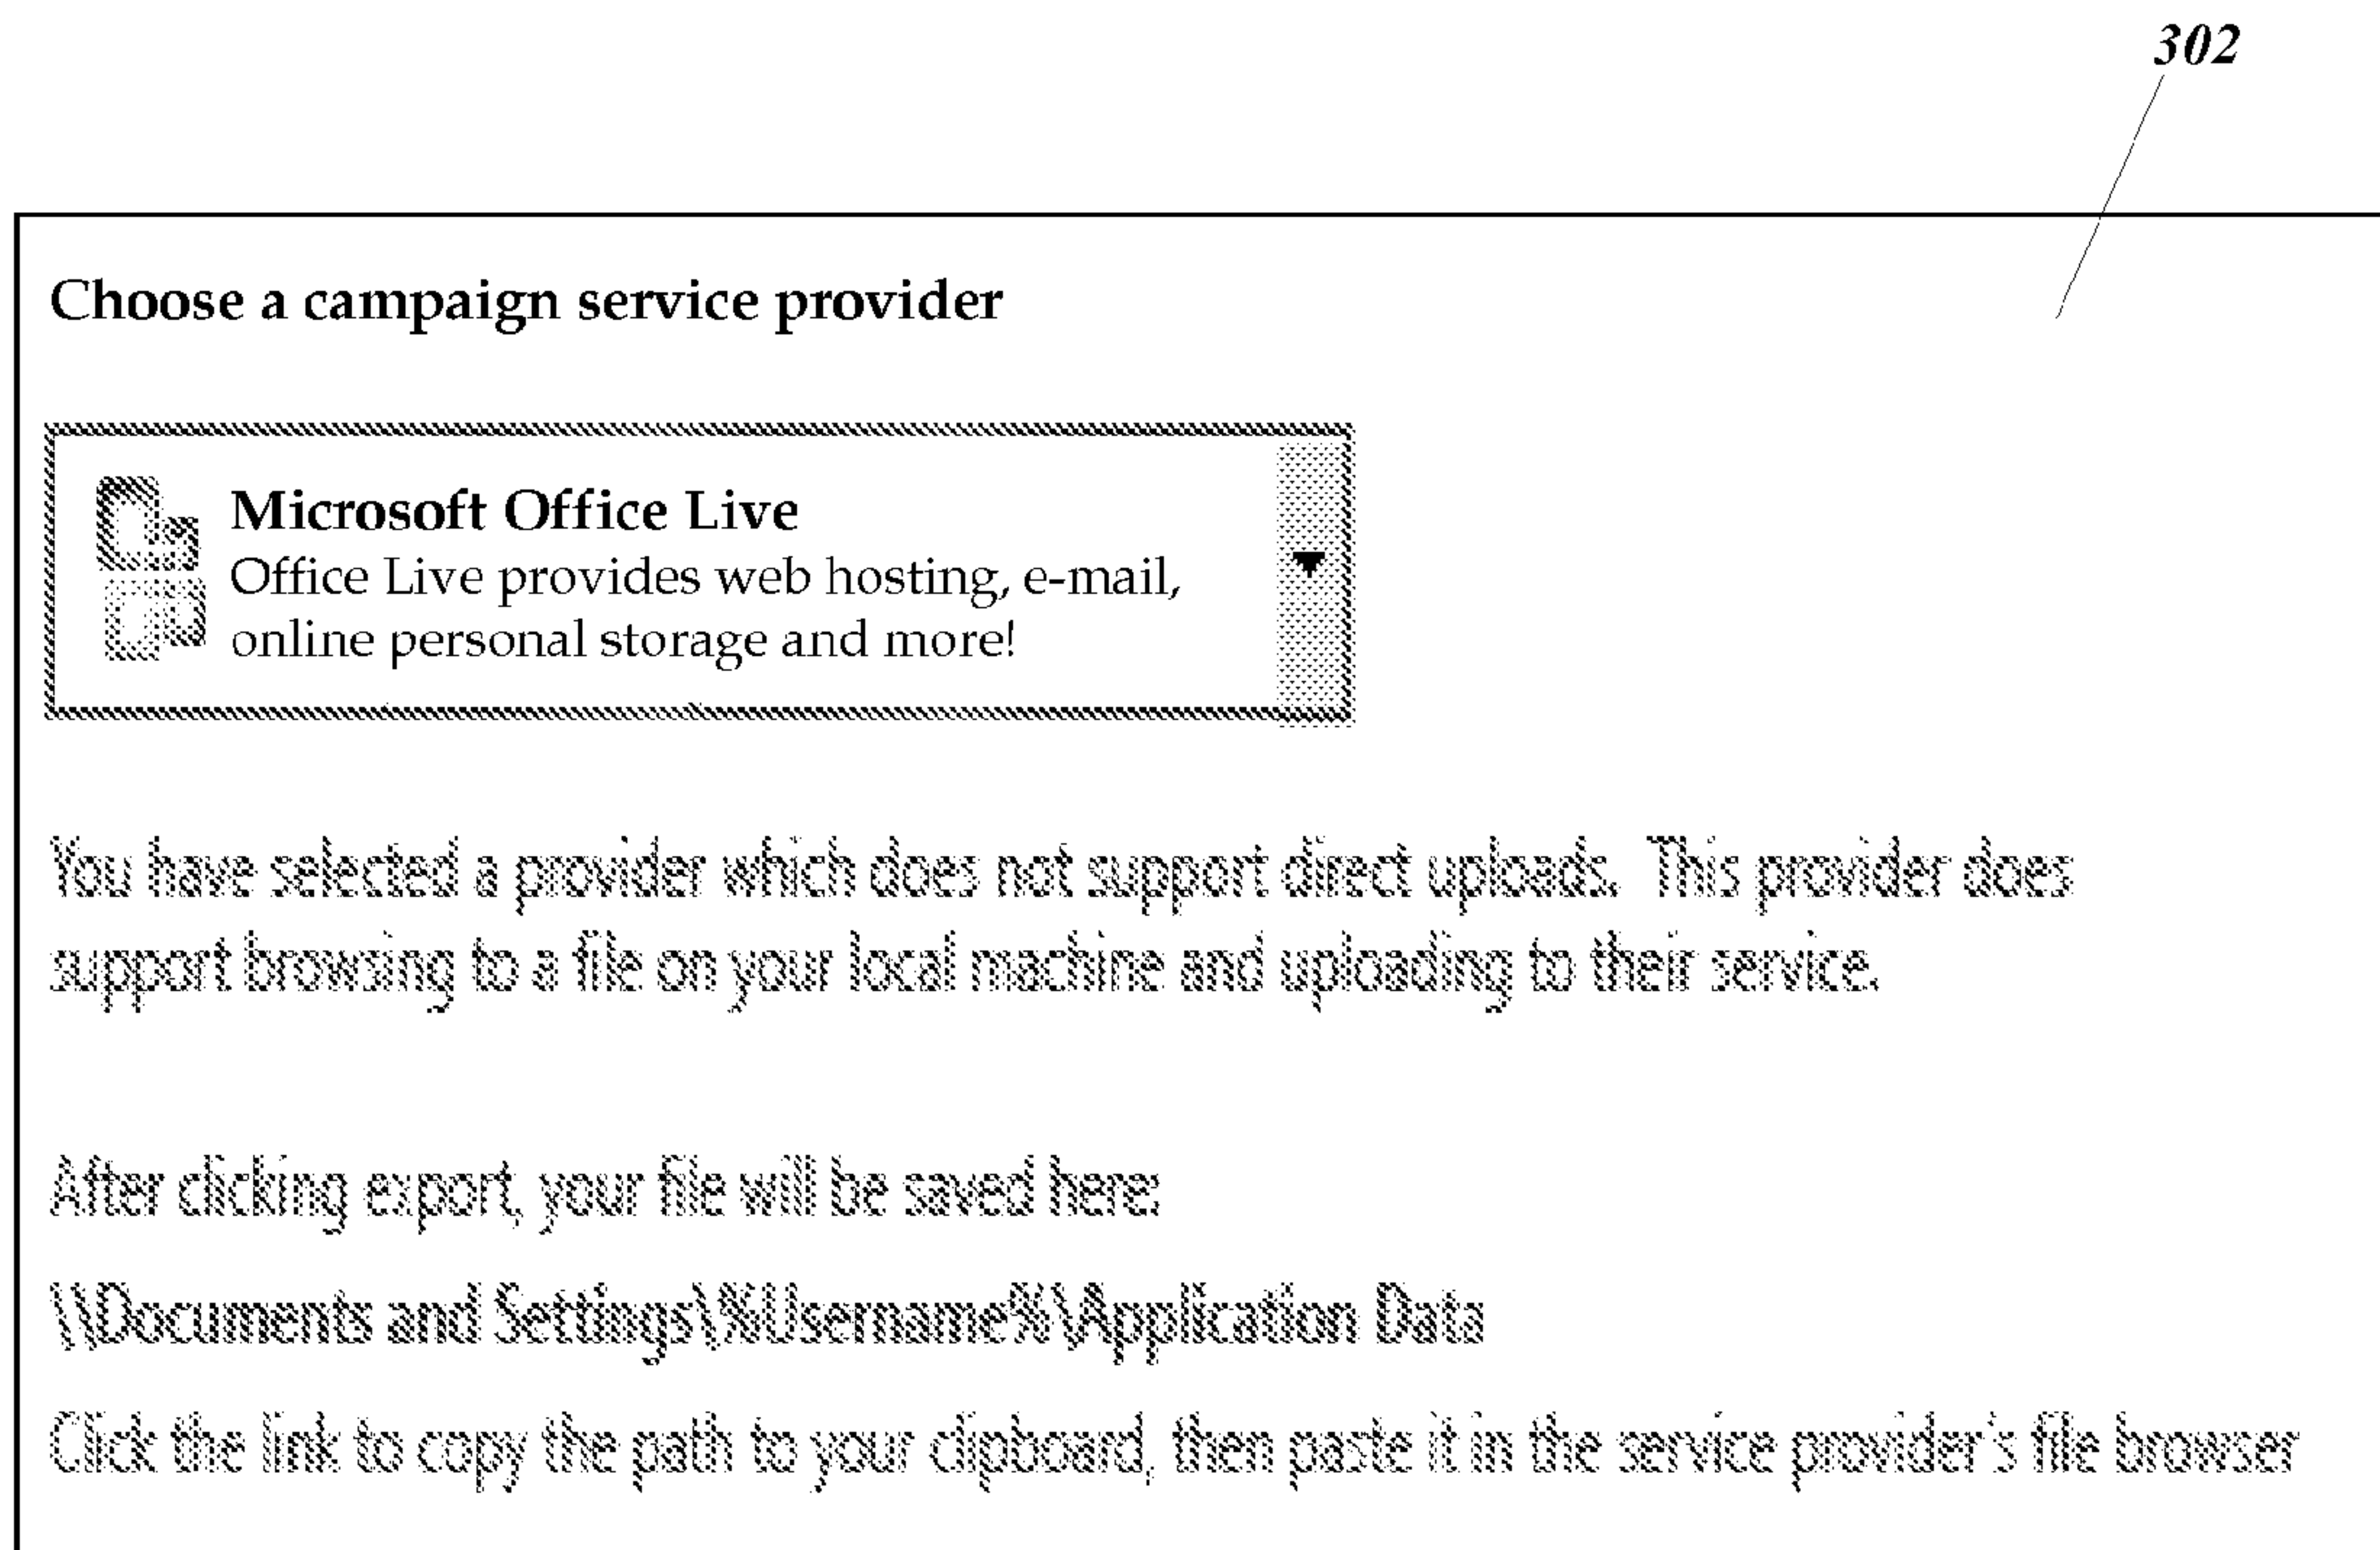 302
Choose a campaign service provider
Microsoft Office Live
Office Live provides web hosting, e-mail,
online personal storage and more!
You have selected a provider which does not support direct uploads. This provider does
support browsing to a file on your local machine and uploading to their service.
After clicking export, your file will be saved here:
\\Documents and Settings\%Username%\Application Data
Click the link to copy the path to your clipboard, then paste it in the service provider's file browser